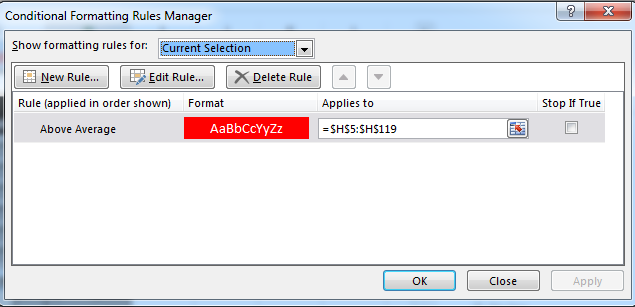 Conditional Formatting Rules Manager
?
Show formatting rules for: Current Selection
New Rule... Edit Rule... Delete Rule
Rule (applied in order shown) Format Applies to Stop If True
Above Average AaBbCcYyZz =$H$5:$H$119
OK Close Apply